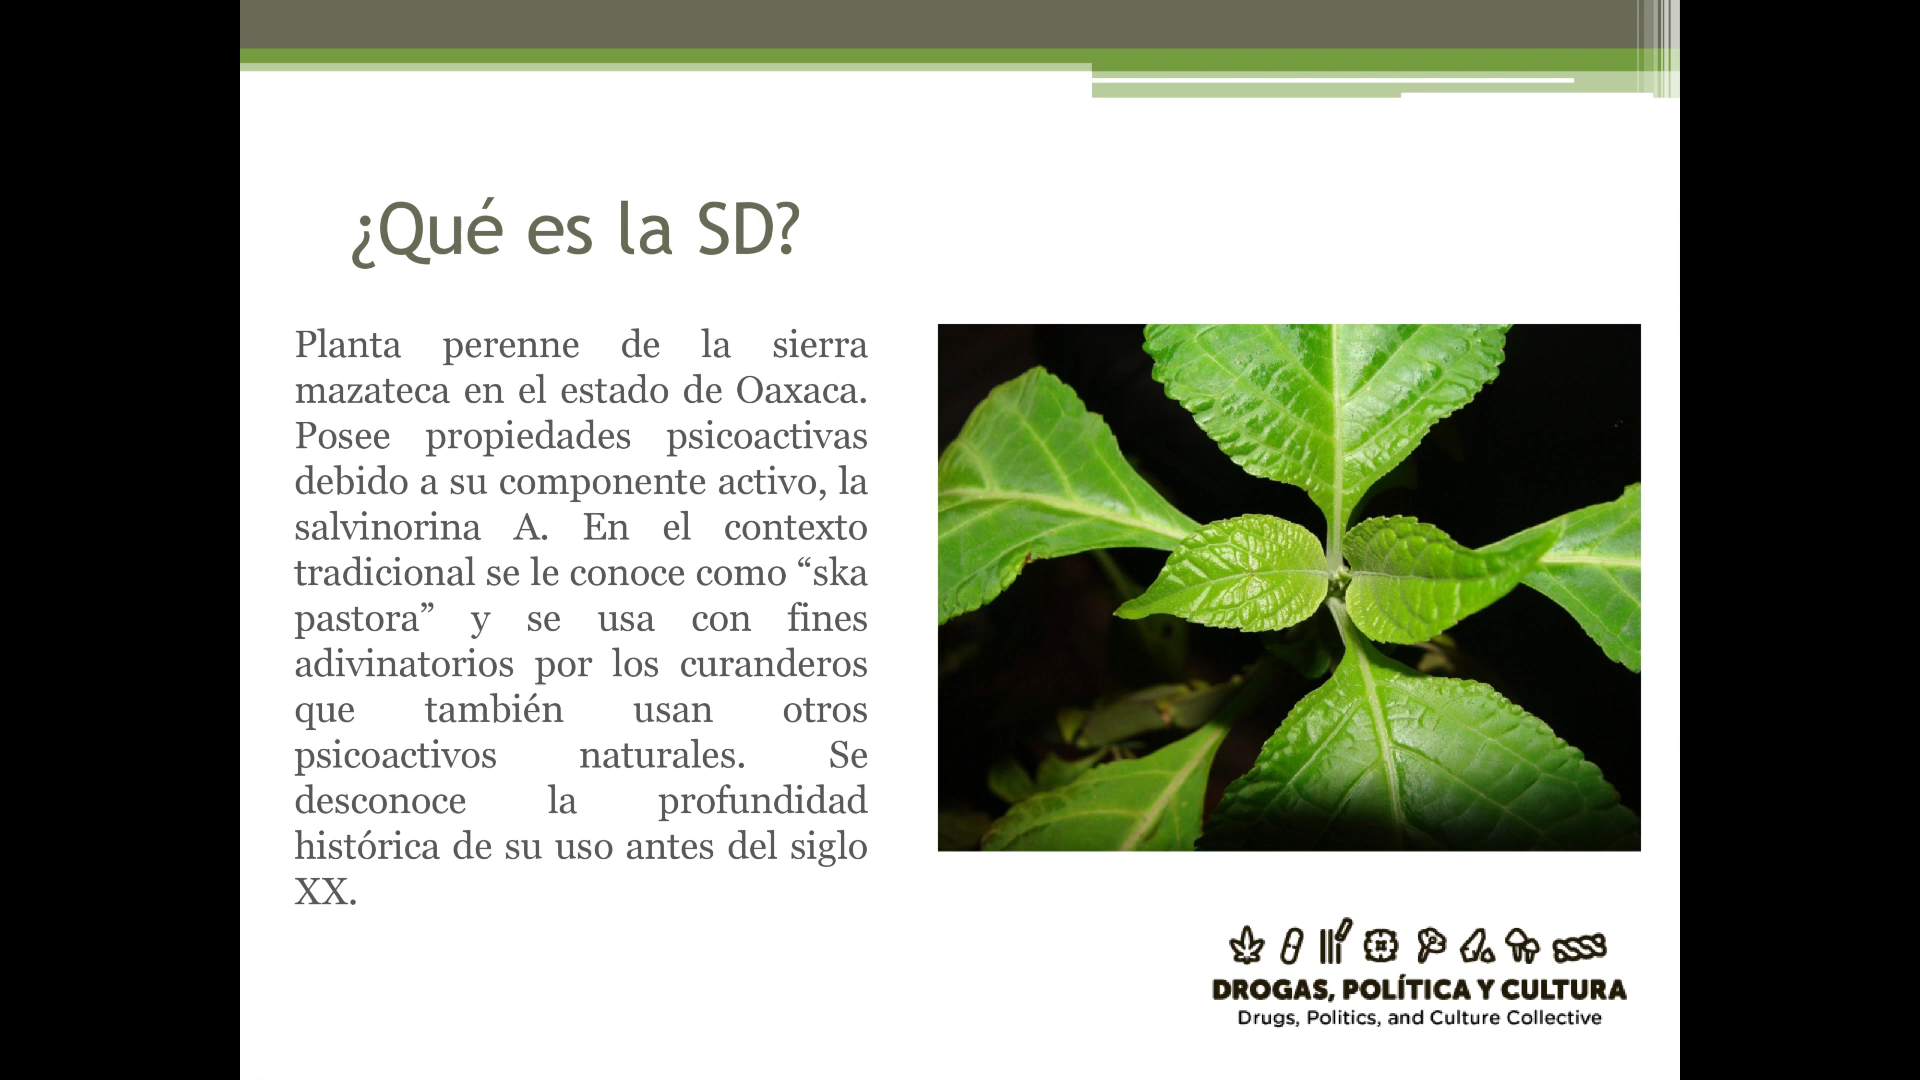 ¿Qué es la SD?
Planta perenne de la sierra
mazateca en el estado de Oaxaca.
Posee propiedades psicoactivas
debido a su componente activo, la
salvinorina A. En el contexto
tradicional se le conoce como “ska
pastora” y se usa con fines
adivinatorios por los curanderos
que también usan otros
psicoactivos naturales. Se
desconoce la profundidad
histórica de su uso antes del siglo
XX.
DROGAS, POLÍTICA Y CULTURA
Drugs, Politics, and Culture Collective